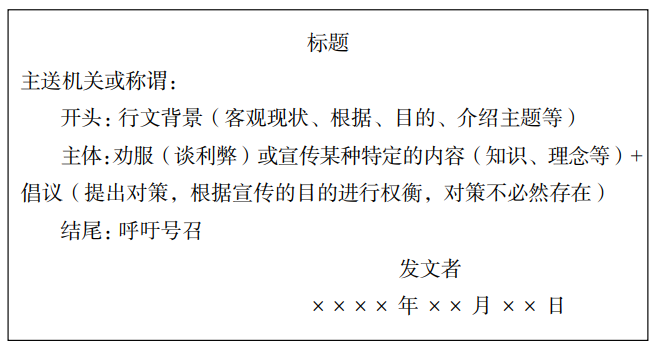 标题
主送机关或称谓：
开头：行文背景（客观现状、根据、目的、介绍主题等）
主体：劝服（谈利弊）或宣传某种特定的内容（知识、理念等）+
倡议（提出对策，根据宣传的目的进行权衡，对策不必然存在）
结尾：呼吁号召
发文者
××××年××月××日